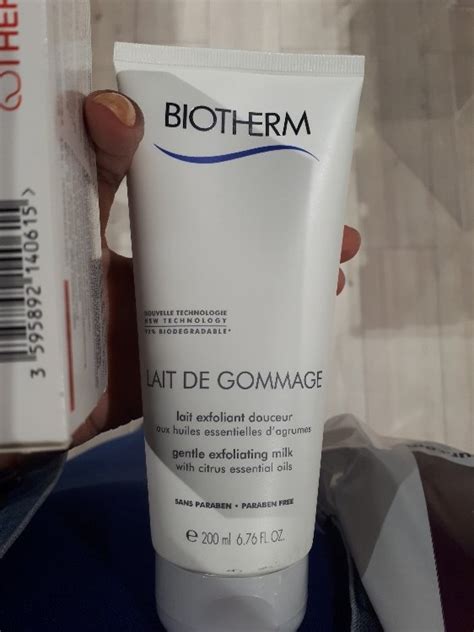 BIOTHERM
NOUVELLE TECHNOLOGIE
NEW TECHNOLOGY
BIODEGRADABLE*
LAIT DE GOMMAGE
lait exfoliant douceur
aux huiles essentielles d'agrumes
gentle exfoliating milk
with citrus essential oils
SANS PARABEN • PARABEN FREE
e 200 ml 6.76 FL.OZ.
3 595892 140615